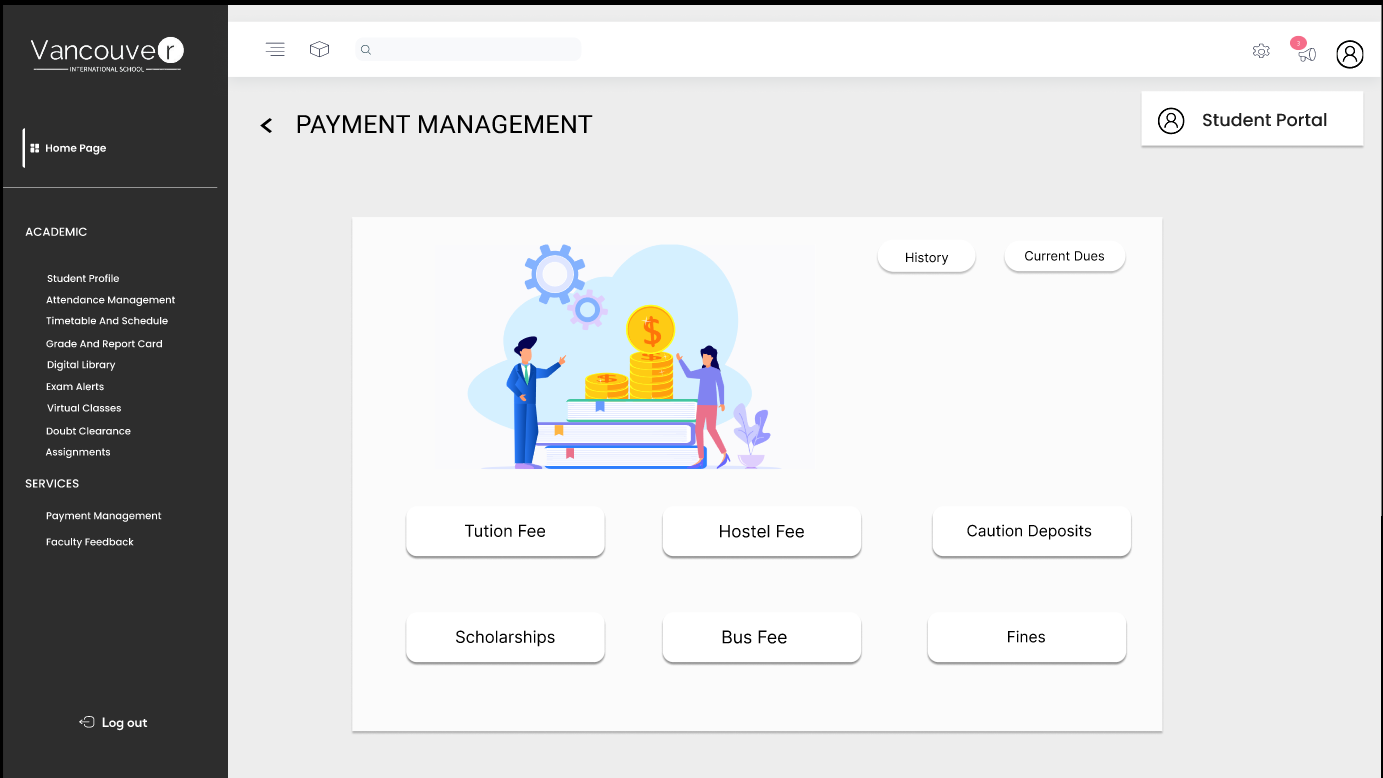 Vancouver
INTERNATIONAL SCHOOL
3
PAYMENT MANAGEMENT
Student Portal
Home Page
ACADEMIC
Student Profile
Attendance Management
Timetable And Schedule
Grade And Report Card
Digital Library
Exam Alerts
Virtual Classes
Doubt Clearance
Assignments
SERVICES
Payment Management
Faculty Feedback
Log out
History
Current Dues
$
Tution Fee
Hostel Fee
Caution Deposits
Scholarships
Bus Fee
Fines